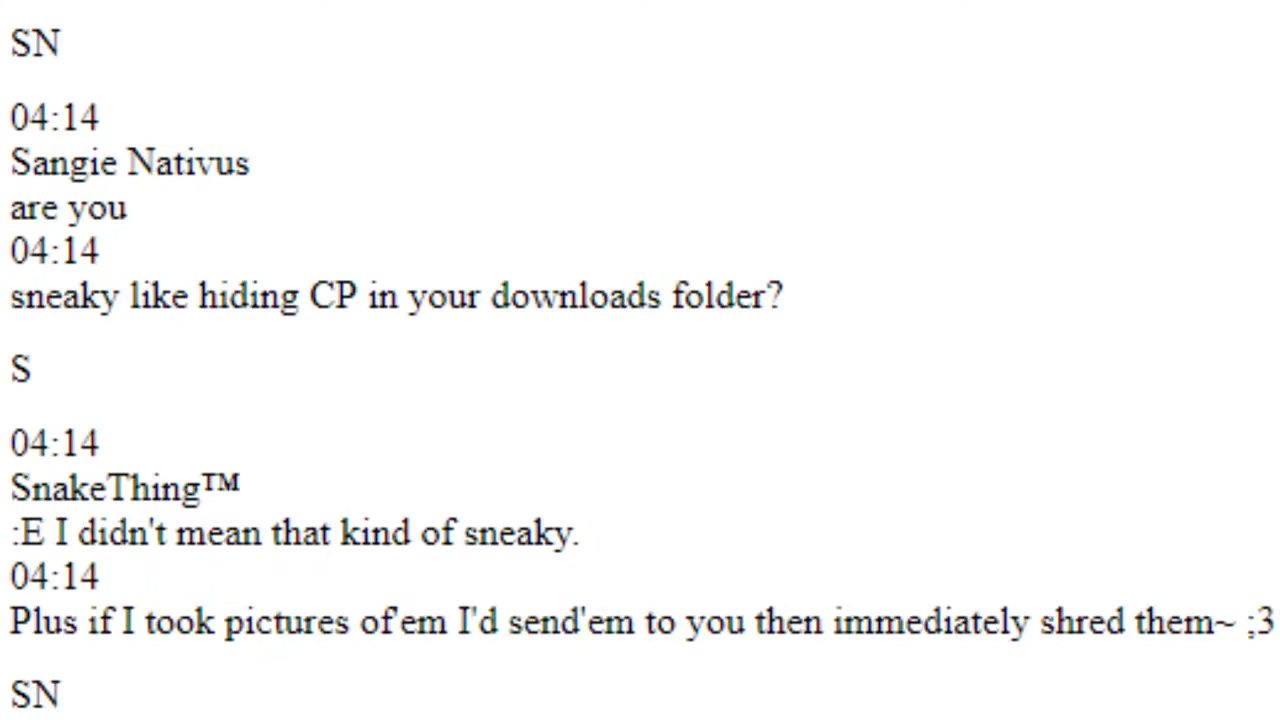 SN
04:14
Sangie Nativus
are you
04:14
sneaky like hiding CP in your downloads folder?
S
04:14
SnakeThing™
:E I didn't mean that kind of sneaky.
04:14
Plus if I took pictures of'em I'd send'em to you then immediately shred them~ ;3
SN